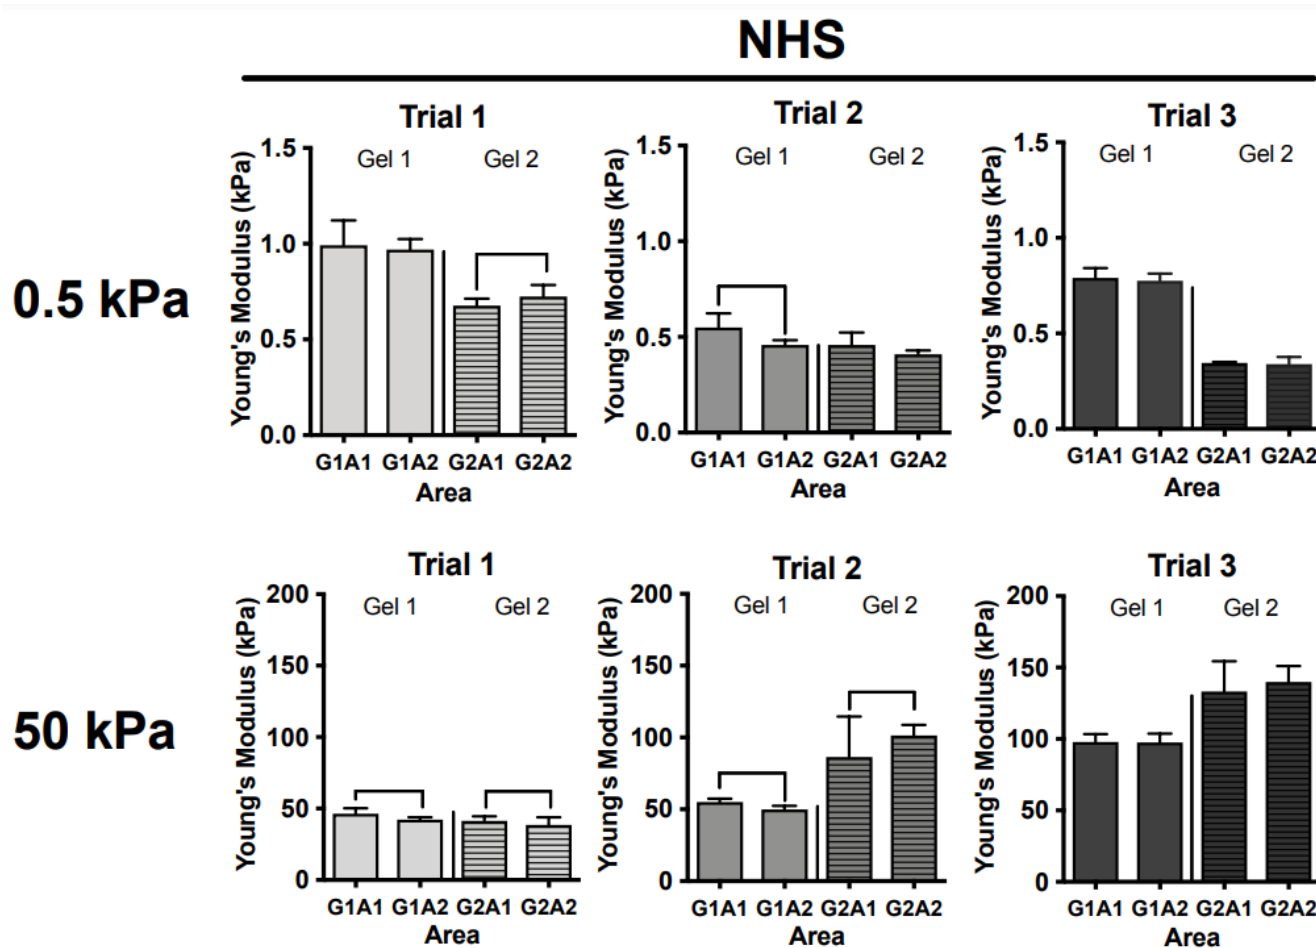 NHS
0.5 kPa
Trial 1
Gel 1 Gel 2
Young's Modulus (kPa)
1.5
1.0
0.5
0.0
G1A1 G1A2 G2A1 G2A2
Area
Trial 2
Gel 1 Gel 2
Young's Modulus (kPa)
1.5
1.0
0.5
0.0
G1A1 G1A2 G2A1 G2A2
Area
Trial 3
Gel 1 Gel 2
Young's Modulus (kPa)
1.5
1.0
0.5
0.0
G1A1 G1A2 G2A1 G2A2
Area
50 kPa
Trial 1
Gel 1 Gel 2
Young's Modulus (kPa)
200
150
100
50
0
G1A1 G1A2 G2A1 G2A2
Area
Trial 2
Gel 1 Gel 2
Young's Modulus (kPa)
200
150
100
50
0
G1A1 G1A2 G2A1 G2A2
Area
Trial 3
Gel 1 Gel 2
Young's Modulus (kPa)
200
150
100
50
0
G1A1 G1A2 G2A1 G2A2
Area